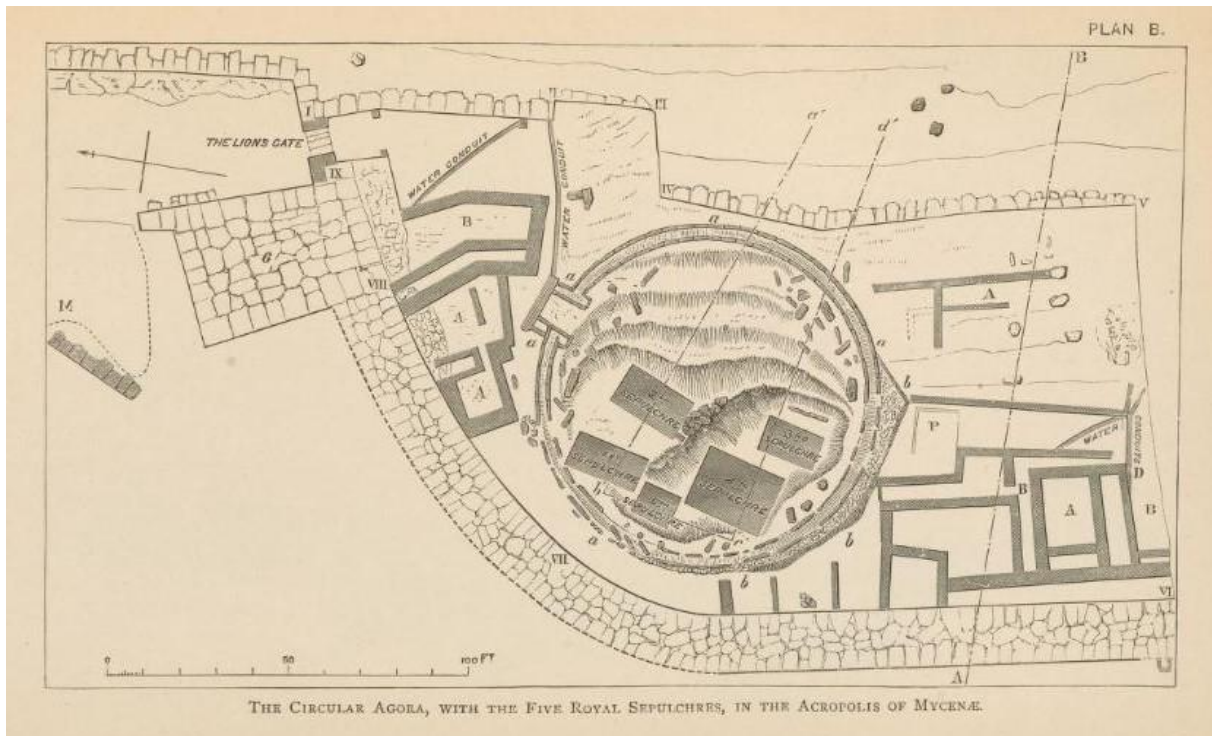 PLAN B.
B
I
II
III
a″
d″
THE LIONS GATE
IX
WATER CONDUIT
WATER CONDUIT
IV
V
B
a
G
VIII
a
A
A
M
a
A
a
b
B
P
2ND SEPULCHRE
3RD SEPULCHRE
1ST SEPULCHRE
4TH SEPULCHRE
5TH SEPULCHRE
WATER
CONDUITS
D
B
A
B
b
a
c
b
b
VII
VI
A
0 50 100 FT
THE CIRCULAR AGORA, WITH THE FIVE ROYAL SEPULCHRES, IN THE ACROPOLIS OF MYCENÆ.